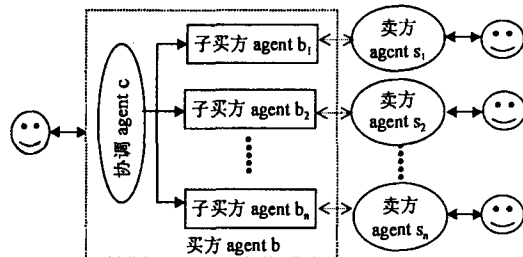 协调 agent c
子买方 agent b₁
子买方 agent b₂
子买方 agent bₙ
买方 agent b
卖方
agent s₁
卖方
agent s₂
卖方
agent sₙ